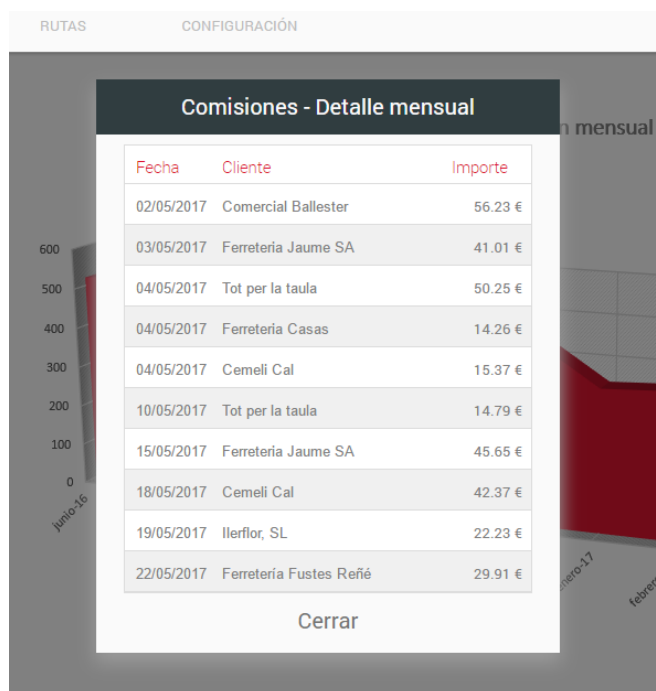 RUTAS CONFIGURACIÓN
Comisiones - Detalle mensual
n mensual
Fecha Cliente Importe
02/05/2017 Comercial Ballester 56.23 €
03/05/2017 Ferreteria Jaume SA 41.01 €
04/05/2017 Tot per la taula 50.25 €
04/05/2017 Ferreteria Casas 14.26 €
04/05/2017 Cemeli Cal 15.37 €
10/05/2017 Tot per la taula 14.79 €
15/05/2017 Ferreteria Jaume SA 45.65 €
18/05/2017 Cemeli Cal 42.37 €
19/05/2017 Ilerflor, SL 22.23 €
22/05/2017 Ferretería Fustes Reñé 29.91 €
Cerrar
600
500
400
300
200
100
0
junio-16
enero-17